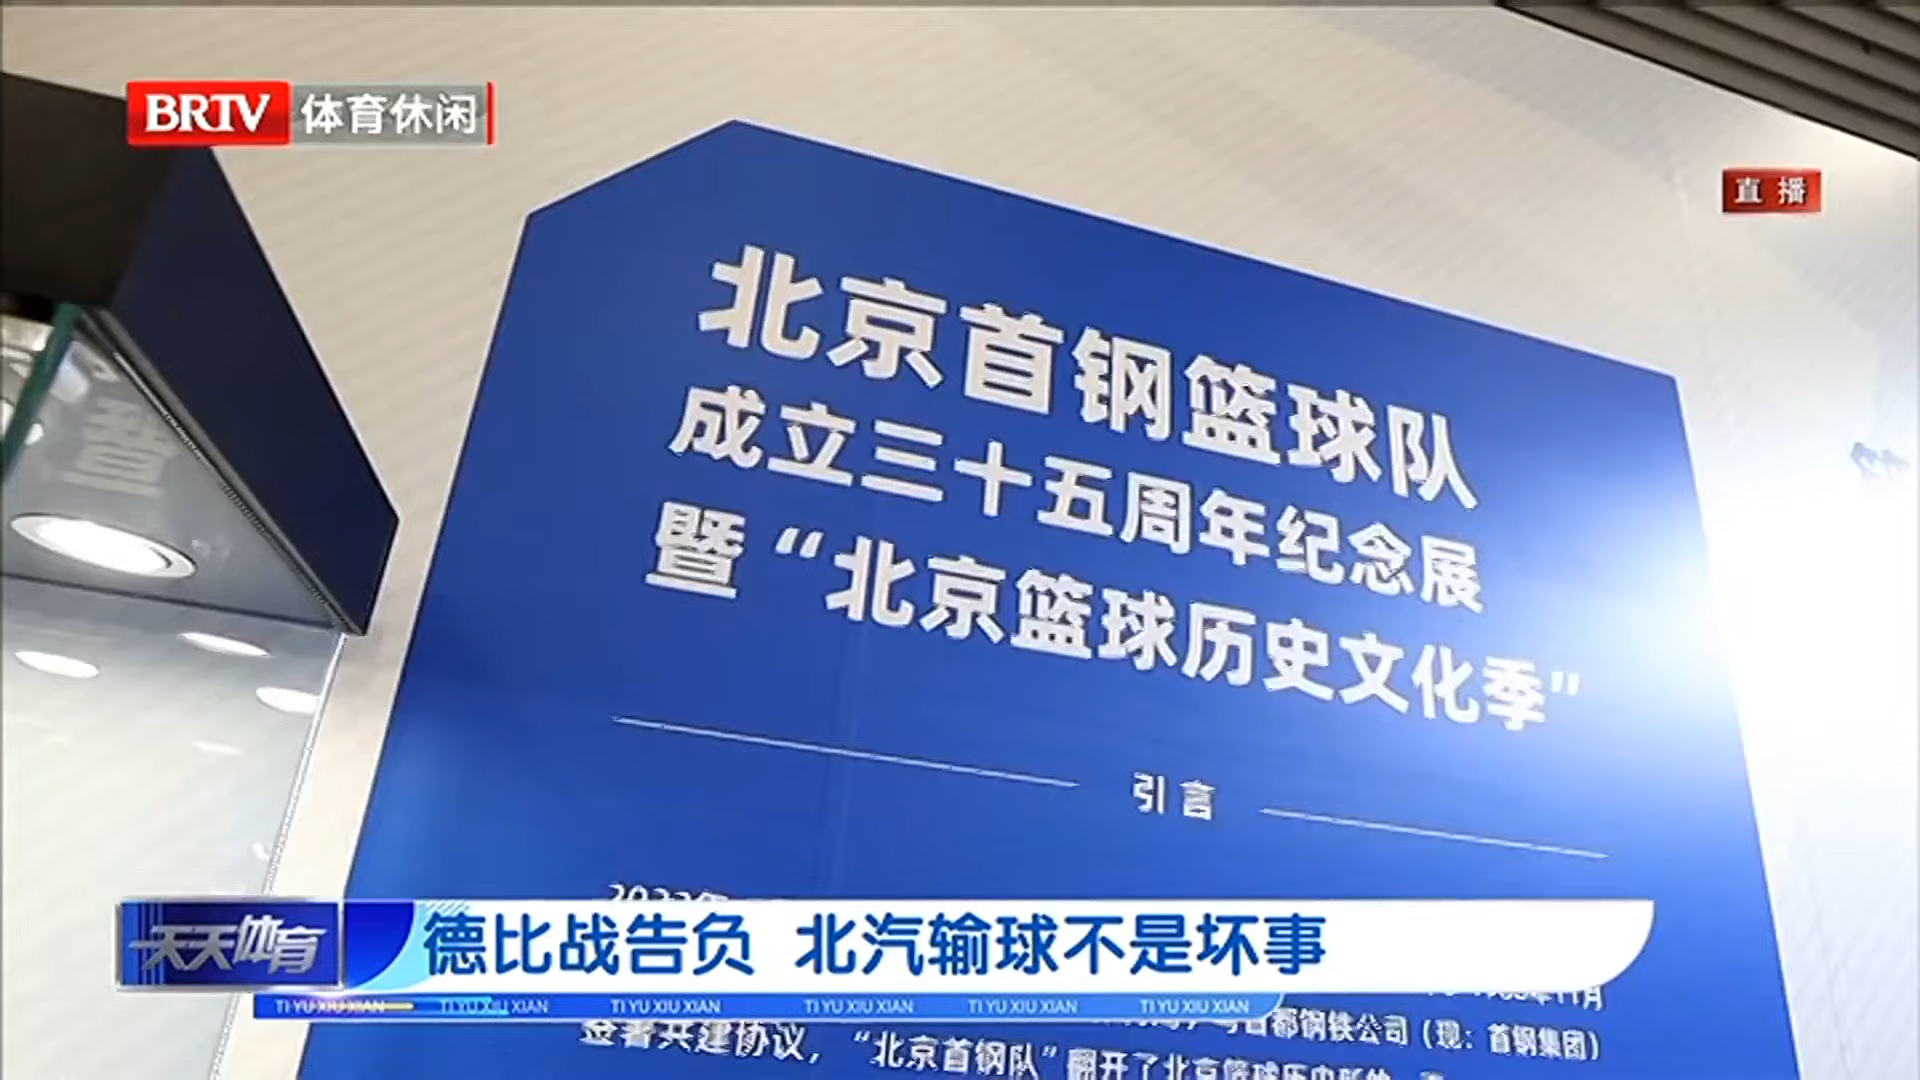 BRTV 体育休闲
直播
北京首钢篮球队
成立三十五周年纪念展
暨“北京篮球历史文化季”
引言
天天体育
德比战告负 北汽输球不是坏事
TI YU XIU XIAN TI YU XIU XIAN TI YU XIU XIAN TI YU XIU XIAN TI YU XIU XIAN TI YU XIU XIAN
年11月
首都钢铁公司（现：首钢集团）
签署共建协议，“北京首钢队”翻开了北京篮球历史